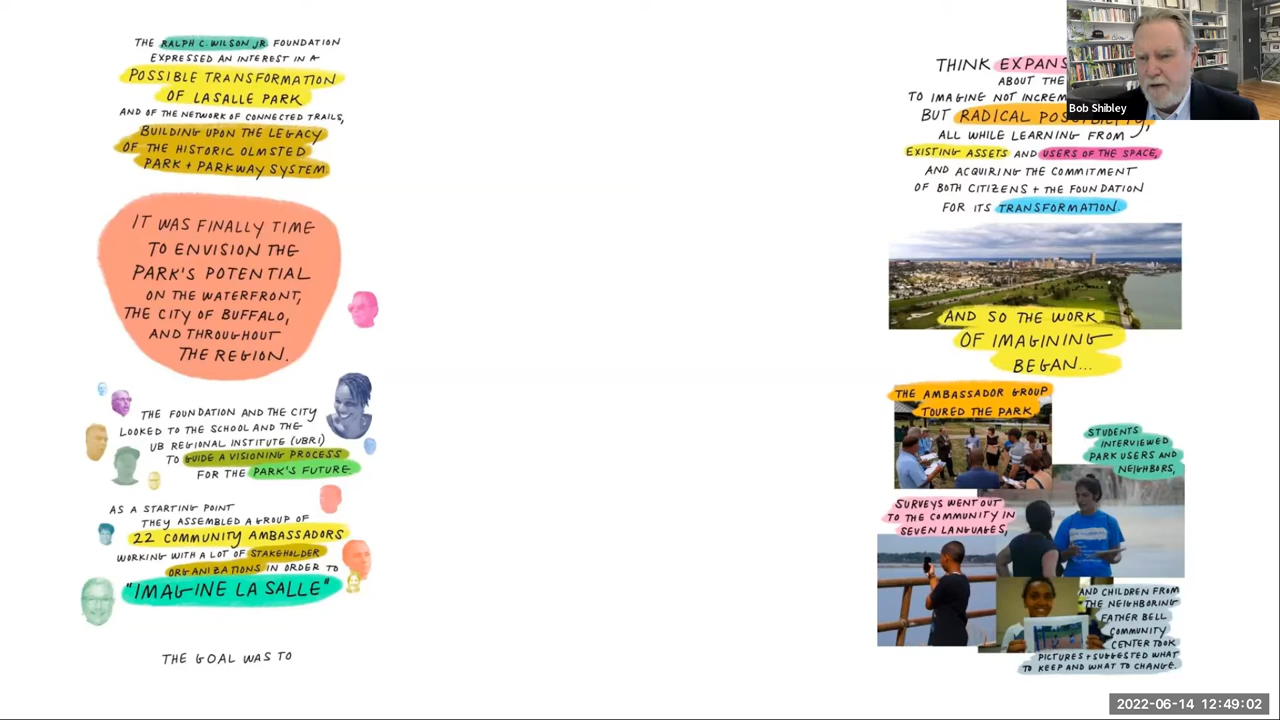 THE RALPH C. WILSON JR FOUNDATION
EXPRESSED AN INTEREST IN A
POSSIBLE TRANSFORMATION
OF LASALLE PARK
AND OF THE NETWORK OF CONNECTED TRAILS,
BUILDING UPON THE LEGACY
OF THE HISTORIC OLMSTED
PARK + PARKWAY SYSTEM.
IT WAS FINALLY TIME
TO ENVISION THE
PARK'S POTENTIAL
ON THE WATERFRONT,
THE CITY OF BUFFALO,
AND THROUGHOUT
THE REGION.
THE FOUNDATION AND THE CITY
LOOKED TO THE SCHOOL AND THE
UB REGIONAL INSTITUTE (UBRI)
TO GUIDE A VISIONING PROCESS
FOR THE PARK'S FUTURE.
AS A STARTING POINT
THEY ASSEMBLED A GROUP OF
22 COMMUNITY AMBASSADORS
WORKING WITH A LOT OF STAKEHOLDER
ORGANIZATIONS IN ORDER TO
"IMAGINE LA SALLE"
THE GOAL WAS TO
THINK
ABOUT THE
TO IMAGINE NOT
BUT RADICAL
ALL WHILE LEARNING FROM
EXISTING ASSETS AND USERS OF THE SPACE,
AND ACQUIRING THE COMMITMENT
OF BOTH CITIZENS + THE FOUNDATION
FOR ITS TRANSFORMATION.
AND SO THE WORK
OF IMAGINING
BEGAN...
THE AMBASSADOR GROUP
TOURED THE PARK,
STUDENTS
INTERVIEWED
PARK USERS AND
NEIGHBORS,
SURVEYS WENT OUT
TO THE COMMUNITY IN
SEVEN LANGUAGES,
AND CHILDREN FROM
THE NEIGHBORING
FATHER BELL
COMMUNITY
CENTER TOOK
PICTURES + SUGGESTED WHAT
TO KEEP AND WHAT TO CHANGE.
Bob Shibley
2022-06-14 12:49:02